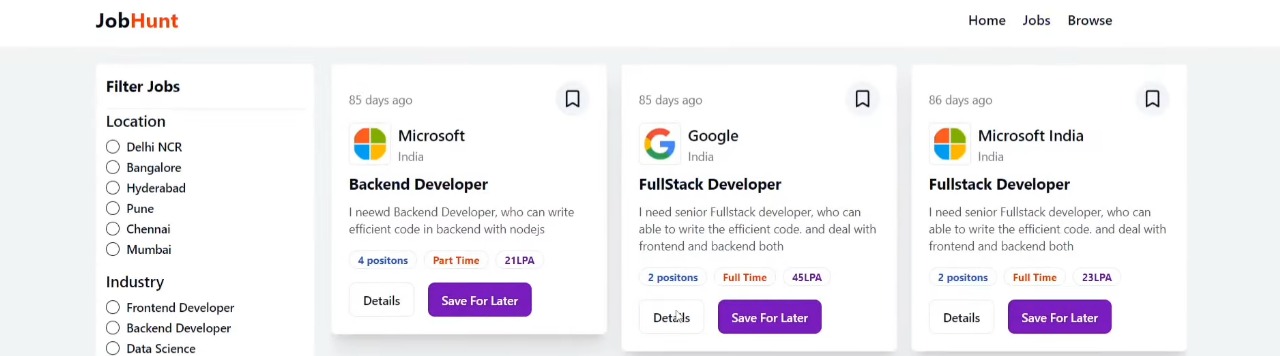 JobHunt
Home Jobs Browse
Filter Jobs
Location
Delhi NCR
Bangalore
Hyderabad
Pune
Chennai
Mumbai
Industry
Frontend Developer
Backend Developer
Data Science
85 days ago
Microsoft
India
Backend Developer
I neewd Backend Developer, who can write
efficient code in backend with nodejs
4 positons Part Time 21LPA
Details Save For Later
85 days ago
Google
India
FullStack Developer
I need senior Fullstack developer, who can
able to write the efficient code. and deal with
frontend and backend both
2 positons Full Time 45LPA
Details Save For Later
86 days ago
Microsoft India
India
Fullstack Developer
I need senior Fullstack developer, who can
able to write the efficient code. and deal with
frontend and backend both
2 positons Full Time 23LPA
Details Save For Later